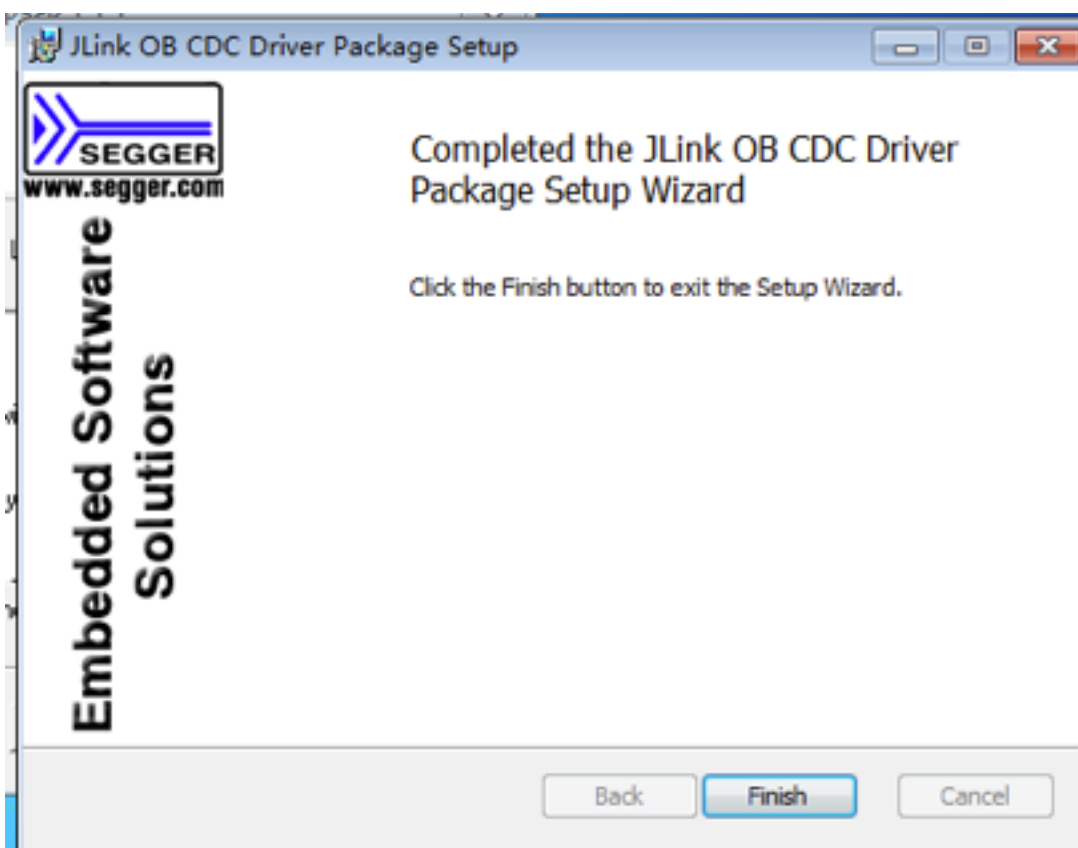 JLink OB CDC Driver Package Setup
SEGGER
www.segger.com
Embedded Software
Solutions
Completed the JLink OB CDC Driver
Package Setup Wizard
Click the Finish button to exit the Setup Wizard.
Back
Finish
Cancel